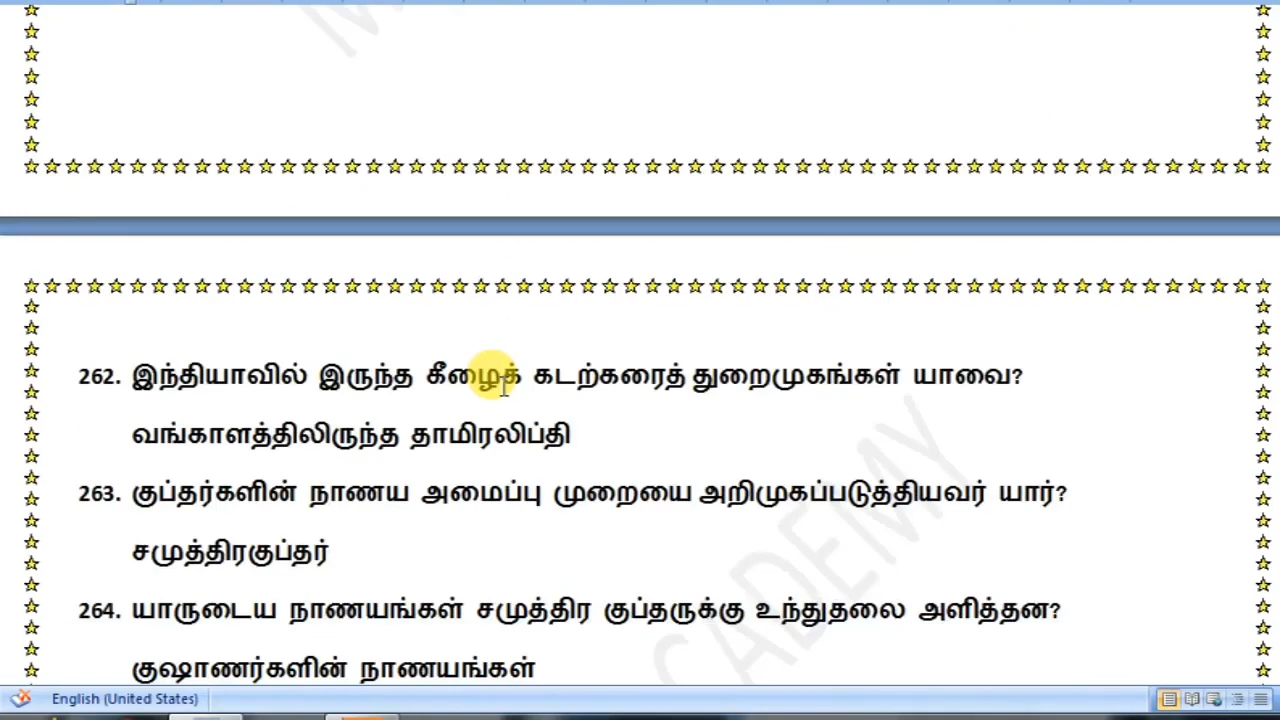 262. இந்தியாவில் இருந்த கீழைக் கடற்கரைத் துறைமுகங்கள் யாவை?
வங்காளத்திலிருந்த தாமிரலிப்தி
263. குப்தர்களின் நாணய அமைப்பு முறையை அறிமுகப்படுத்தியவர் யார்?
சமுத்திரகுப்தர்
264. யாருடைய நாணயங்கள் சமுத்திர குப்தருக்கு உந்துதலை அளித்தன?
குஷாணர்களின் நாணயங்கள்
English (United States)